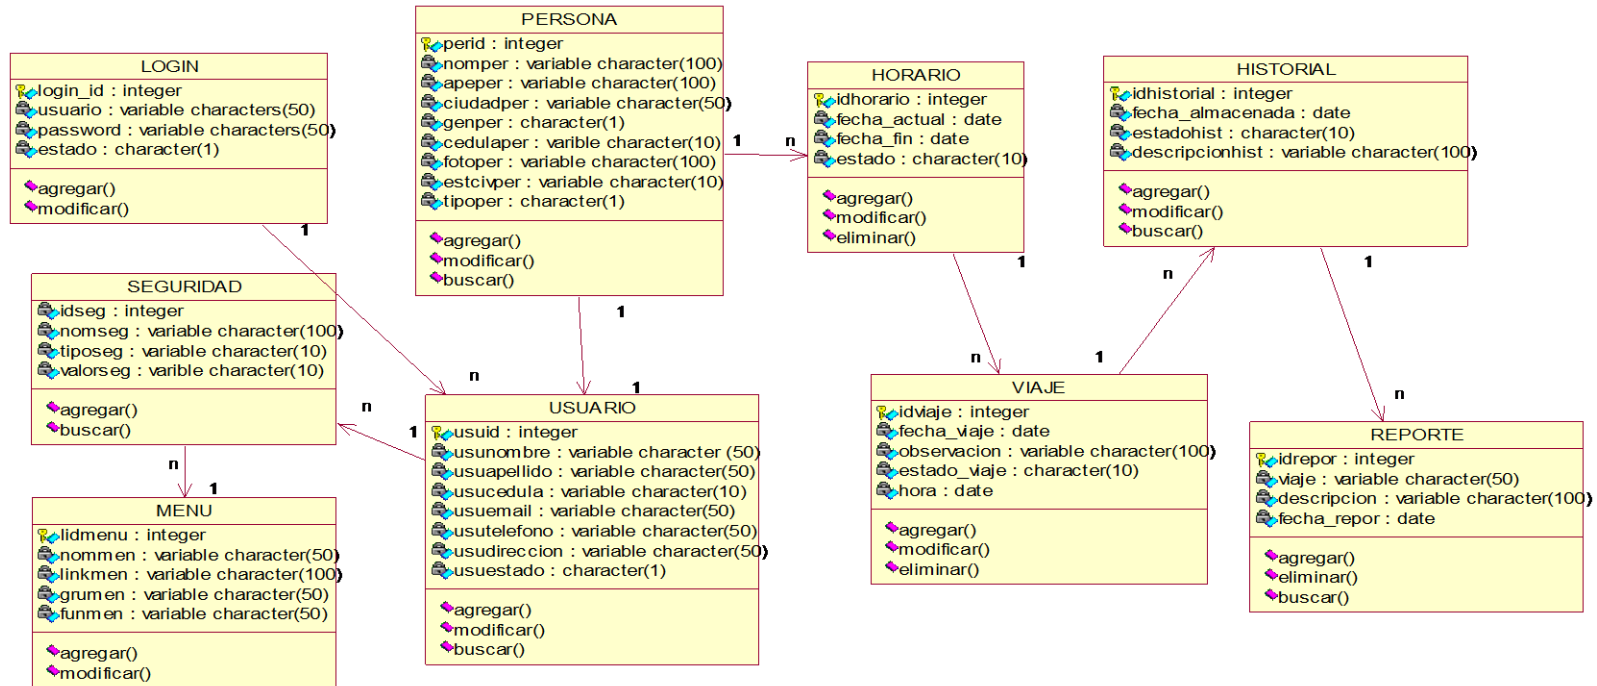 LOGIN
login_id : integer
usuario : variable characters(50)
password : variable characters(50)
estado : character(1)
agregar()
modificar()
PERSONA
perid : integer
nomper : variable character(100)
apeper : variable character(100)
ciudadper : variable character(50)
genper : character(1)
cedulaper : varible character(10)
fotoper : variable character(100)
estcivper : variable character(10)
tipoper : character(1)
agregar()
modificar()
buscar()
HORARIO
idhorario : integer
fecha_actual : date
fecha_fin : date
estado : character(10)
agregar()
modificar()
eliminar()
HISTORIAL
idhistorial : integer
fecha_almacenada : date
estadohist : character(10)
descripcionhist : variable character(100)
agregar()
modificar()
buscar()
1
n
1
n
1
1
1
n
1
n
1
n
SEGURIDAD
idseg : integer
nomseg : variable character(100)
tiposeg : variable character(10)
valorseg : varible character(10)
agregar()
buscar()
n
1
n
1
MENU
lidmenu : integer
nommen : variable character(50)
linkmen : variable character(100)
grumen : variable character(50)
funmen : variable character(50)
agregar()
modificar()
USUARIO
usuid : integer
usunombre : variable character (50)
usuapellido : variable character(50)
usucedula : variable character(10)
usuemail : variable character(50)
usutelefono : variable character(50)
usudireccion : variable character(50)
usuestado : character(1)
agregar()
modificar()
buscar()
VIAJE
idviaje : integer
fecha_viaje : date
observacion : variable character(100)
estado_viaje : character(10)
hora : date
agregar()
modificar()
eliminar()
1
n
REPORTE
idrepor : integer
viaje : variable character(50)
descripcion : variable character(100)
fecha_repor : date
agregar()
eliminar()
buscar()